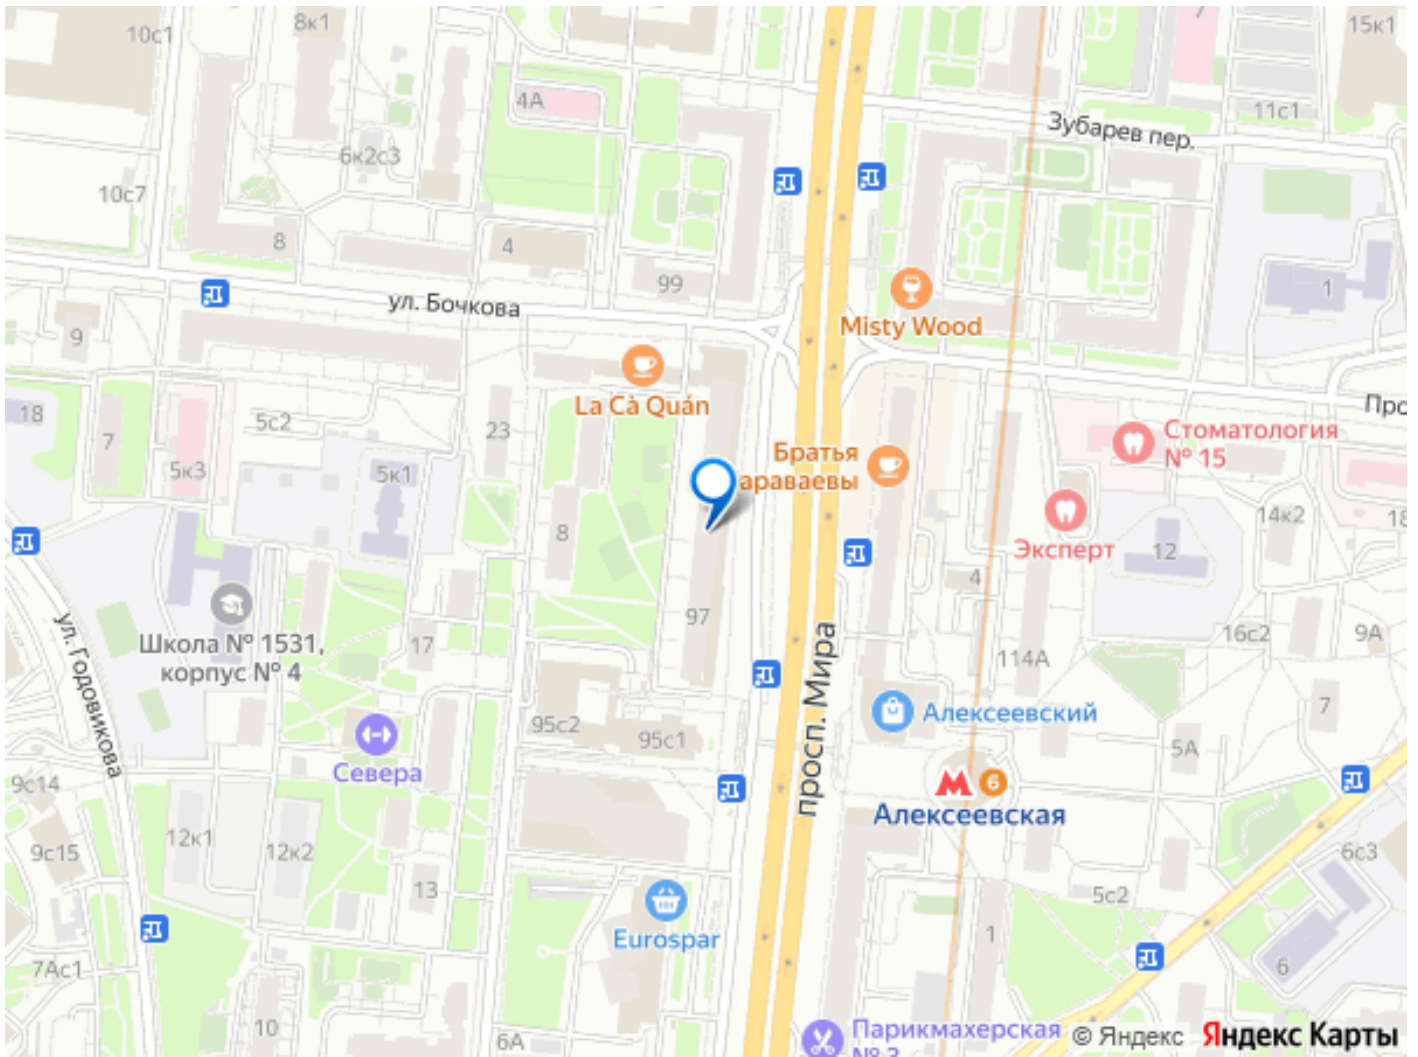 10с1
8к1
7
15к1
4А
11с1
Зубарев пер.
6к2с3
10с7
8
4
99
1
ул. Бочкова
Misty Wood
9
La Cà Quán
Про
18
7
5с2
23
Братья
араваевы
Стоматология
№ 15
5к3
5к1
8
Эксперт
12
14к2
18
4
Школа № 1531,
корпус № 4
17
97
114А
16с2
9А
ул. Годовикова
просп. Мира
Алексеевский
7
95с2
95с1
5А
Севера
9с14
6
Алексеевская
12к1
12к2
9с15
6с3
13
5с2
Eurospar
1
7Ас1
6
10
6А
Парикмахерская
№ 3
© Яндекс
Яндекс Карты